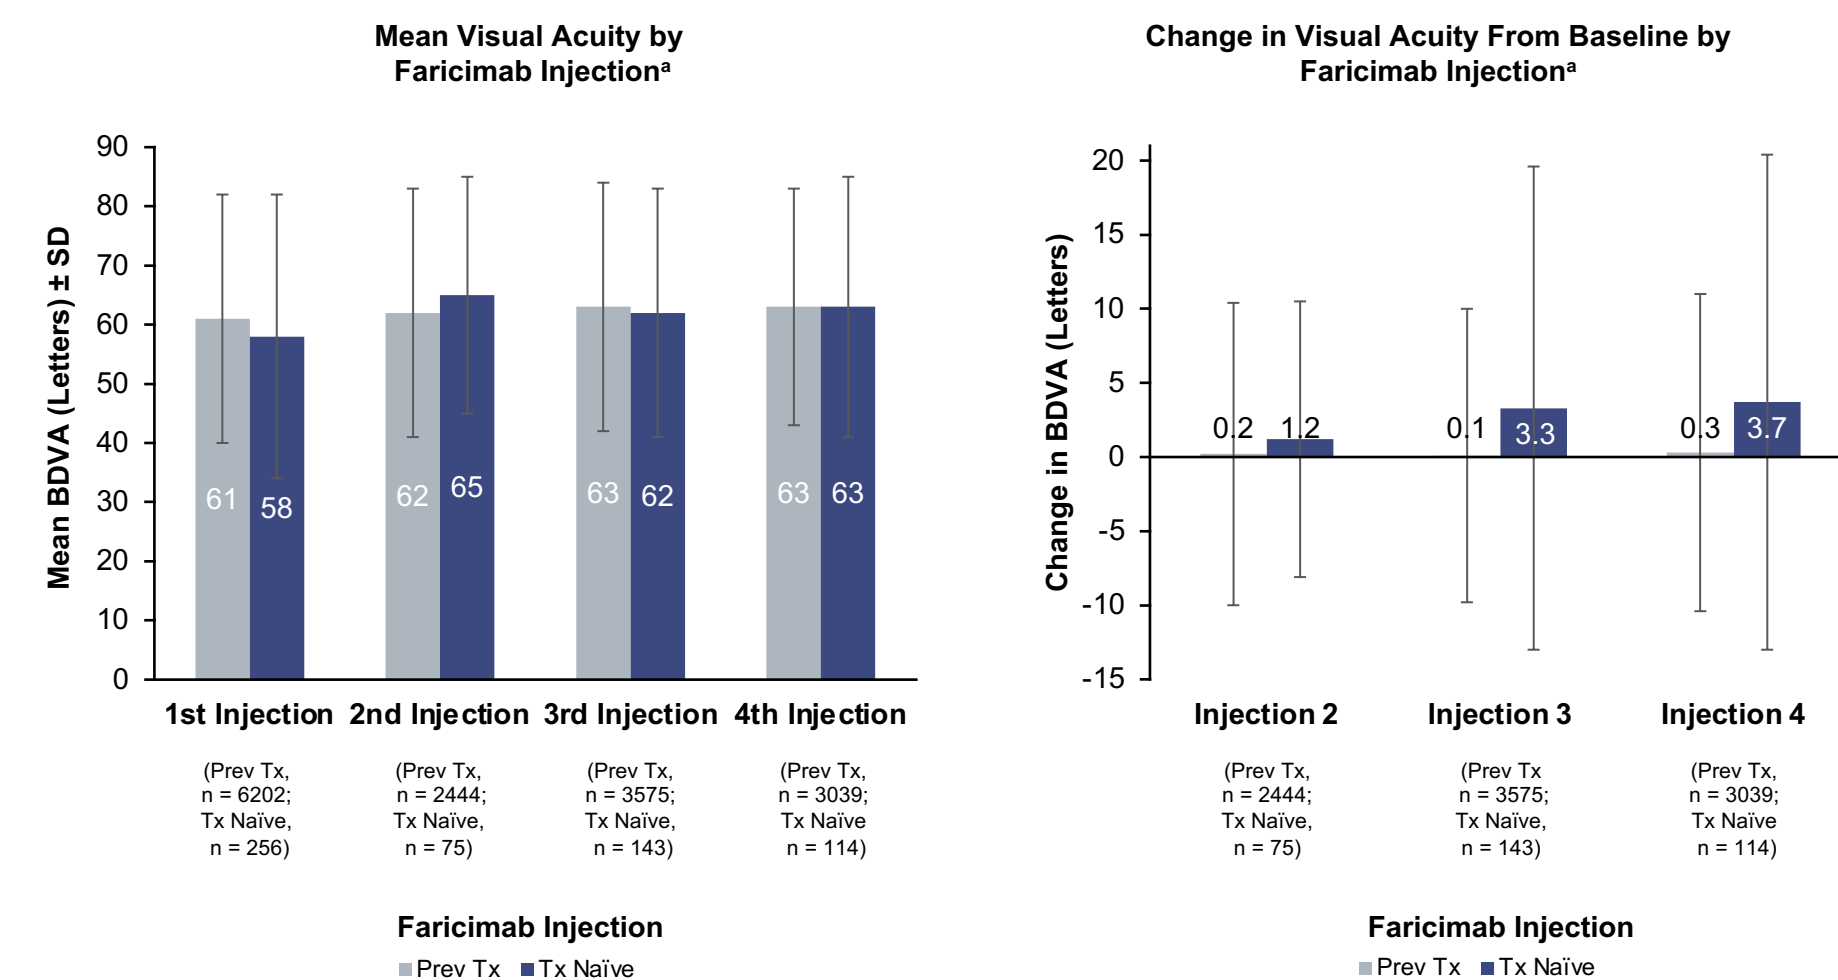 Mean Visual Acuity by
Faricimab Injectionᵃ
Mean BDVA (Letters) ± SD
90
80
70
60
50
40
30
20
10
0
61
58
62
65
63
62
63
63
1st Injection
2nd Injection
3rd Injection
4th Injection
(Prev Tx,
n = 6202;
Tx Naïve,
n = 256)
(Prev Tx,
n = 2444;
Tx Naïve,
n = 75)
(Prev Tx,
n = 3575;
Tx Naïve,
n = 143)
(Prev Tx,
n = 3039;
Tx Naïve
n = 114)
Faricimab Injection
Prev Tx
Tx Naïve
Change in Visual Acuity From Baseline by
Faricimab Injectionᵃ
Change in BDVA (Letters)
20
15
10
5
0
-5
-10
-15
0.2
1.2
0.1
3.3
0.3
3.7
Injection 2
Injection 3
Injection 4
(Prev Tx,
n = 2444;
Tx Naïve,
n = 75)
(Prev Tx
n = 3575;
Tx Naïve,
n = 143)
(Prev Tx,
n = 3039;
Tx Naïve
n = 114)
Faricimab Injection
Prev Tx
Tx Naïve